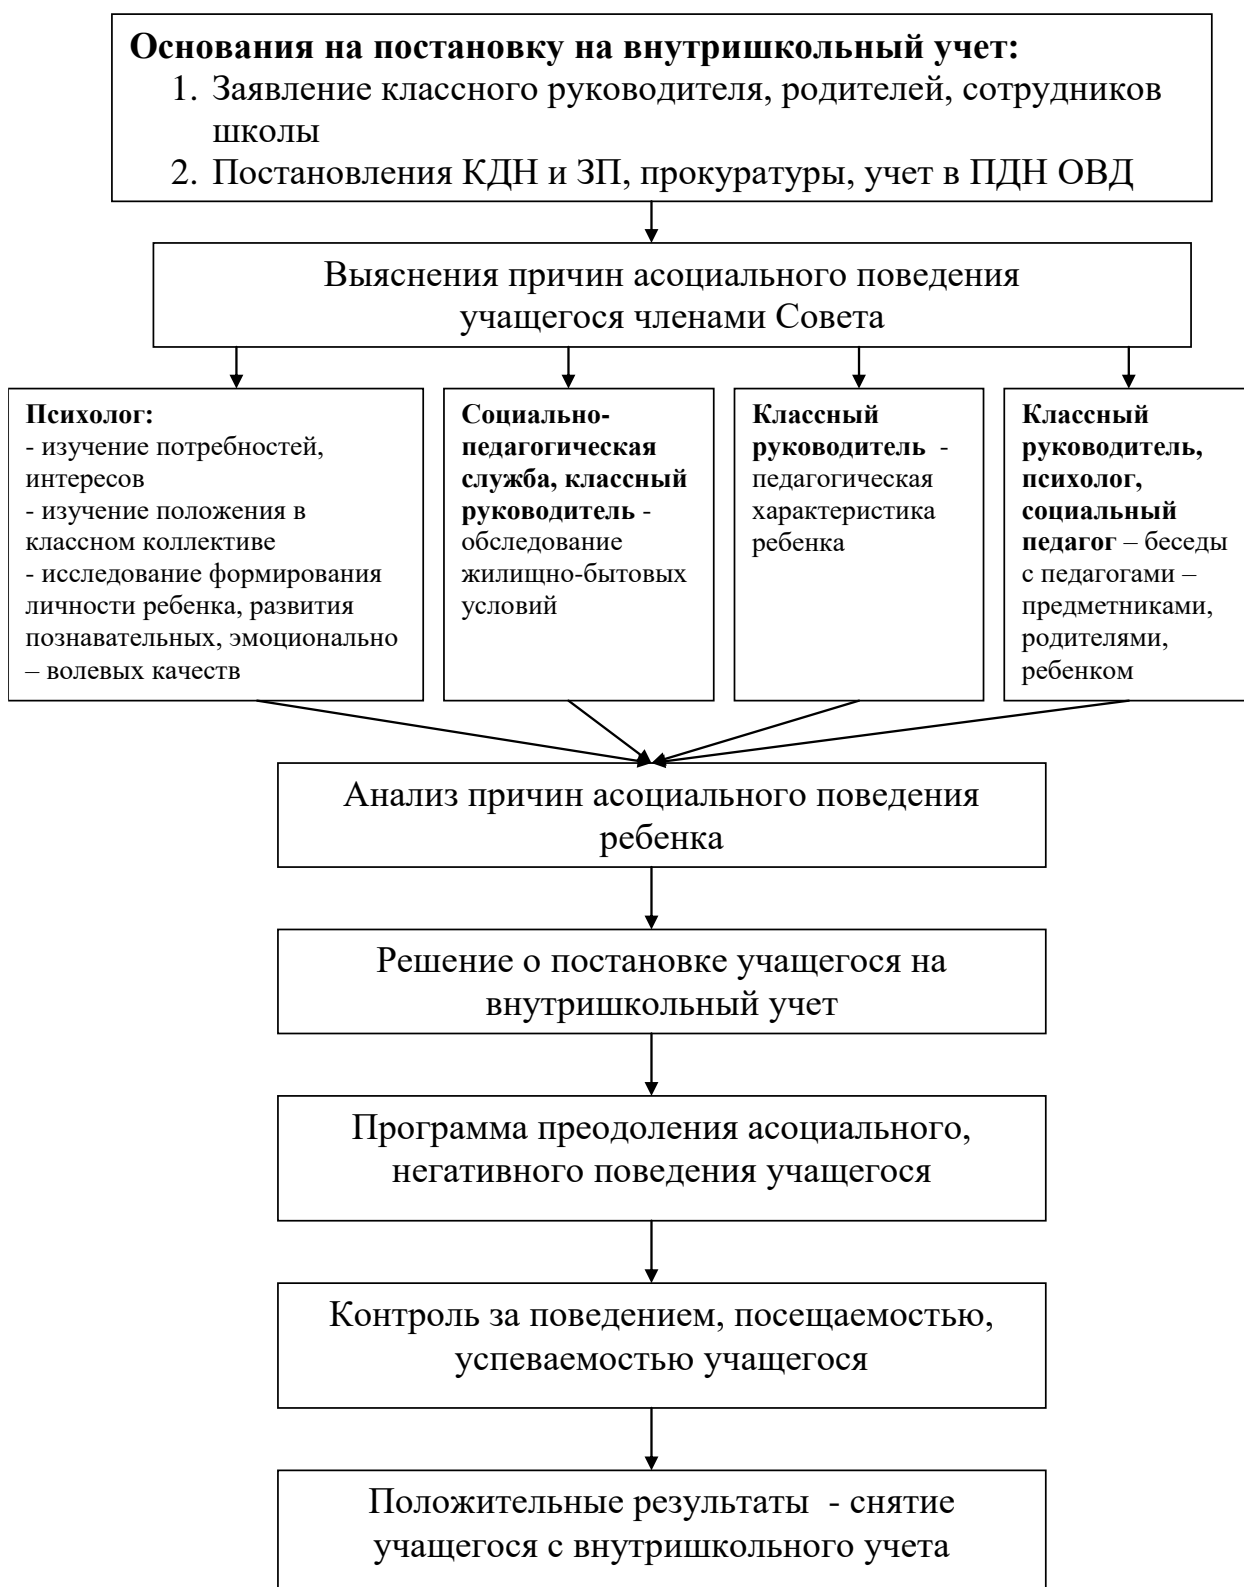 Основания на постановку на внутришкольный учет:
1. Заявление классного руководителя, родителей, сотрудников
школы
2. Постановления КДН и ЗП, прокуратуры, учет в ПДН ОВД
Выяснения причин асоциального поведения
учащегося членами Совета
Психолог:
- изучение потребностей,
интересов
- изучение положения в
классном коллективе
- исследование формирования
личности ребенка, развития
познавательных, эмоционально
– волевых качеств
Социально-
педагогическая
служба, классный
руководитель -
обследование
жилищно-бытовых
условий
Классный
руководитель  -
педагогическая
характеристика
ребенка
Классный
руководитель,
психолог,
социальный
педагог – беседы
с педагогами –
предметниками,
родителями,
ребенком
Анализ причин асоциального поведения
ребенка
Решение о постановке учащегося на
внутришкольный учет
Программа преодоления асоциального,
негативного поведения учащегося
Контроль за поведением, посещаемостью,
успеваемостью учащегося
Положительные результаты  - снятие
учащегося с внутришкольного учета